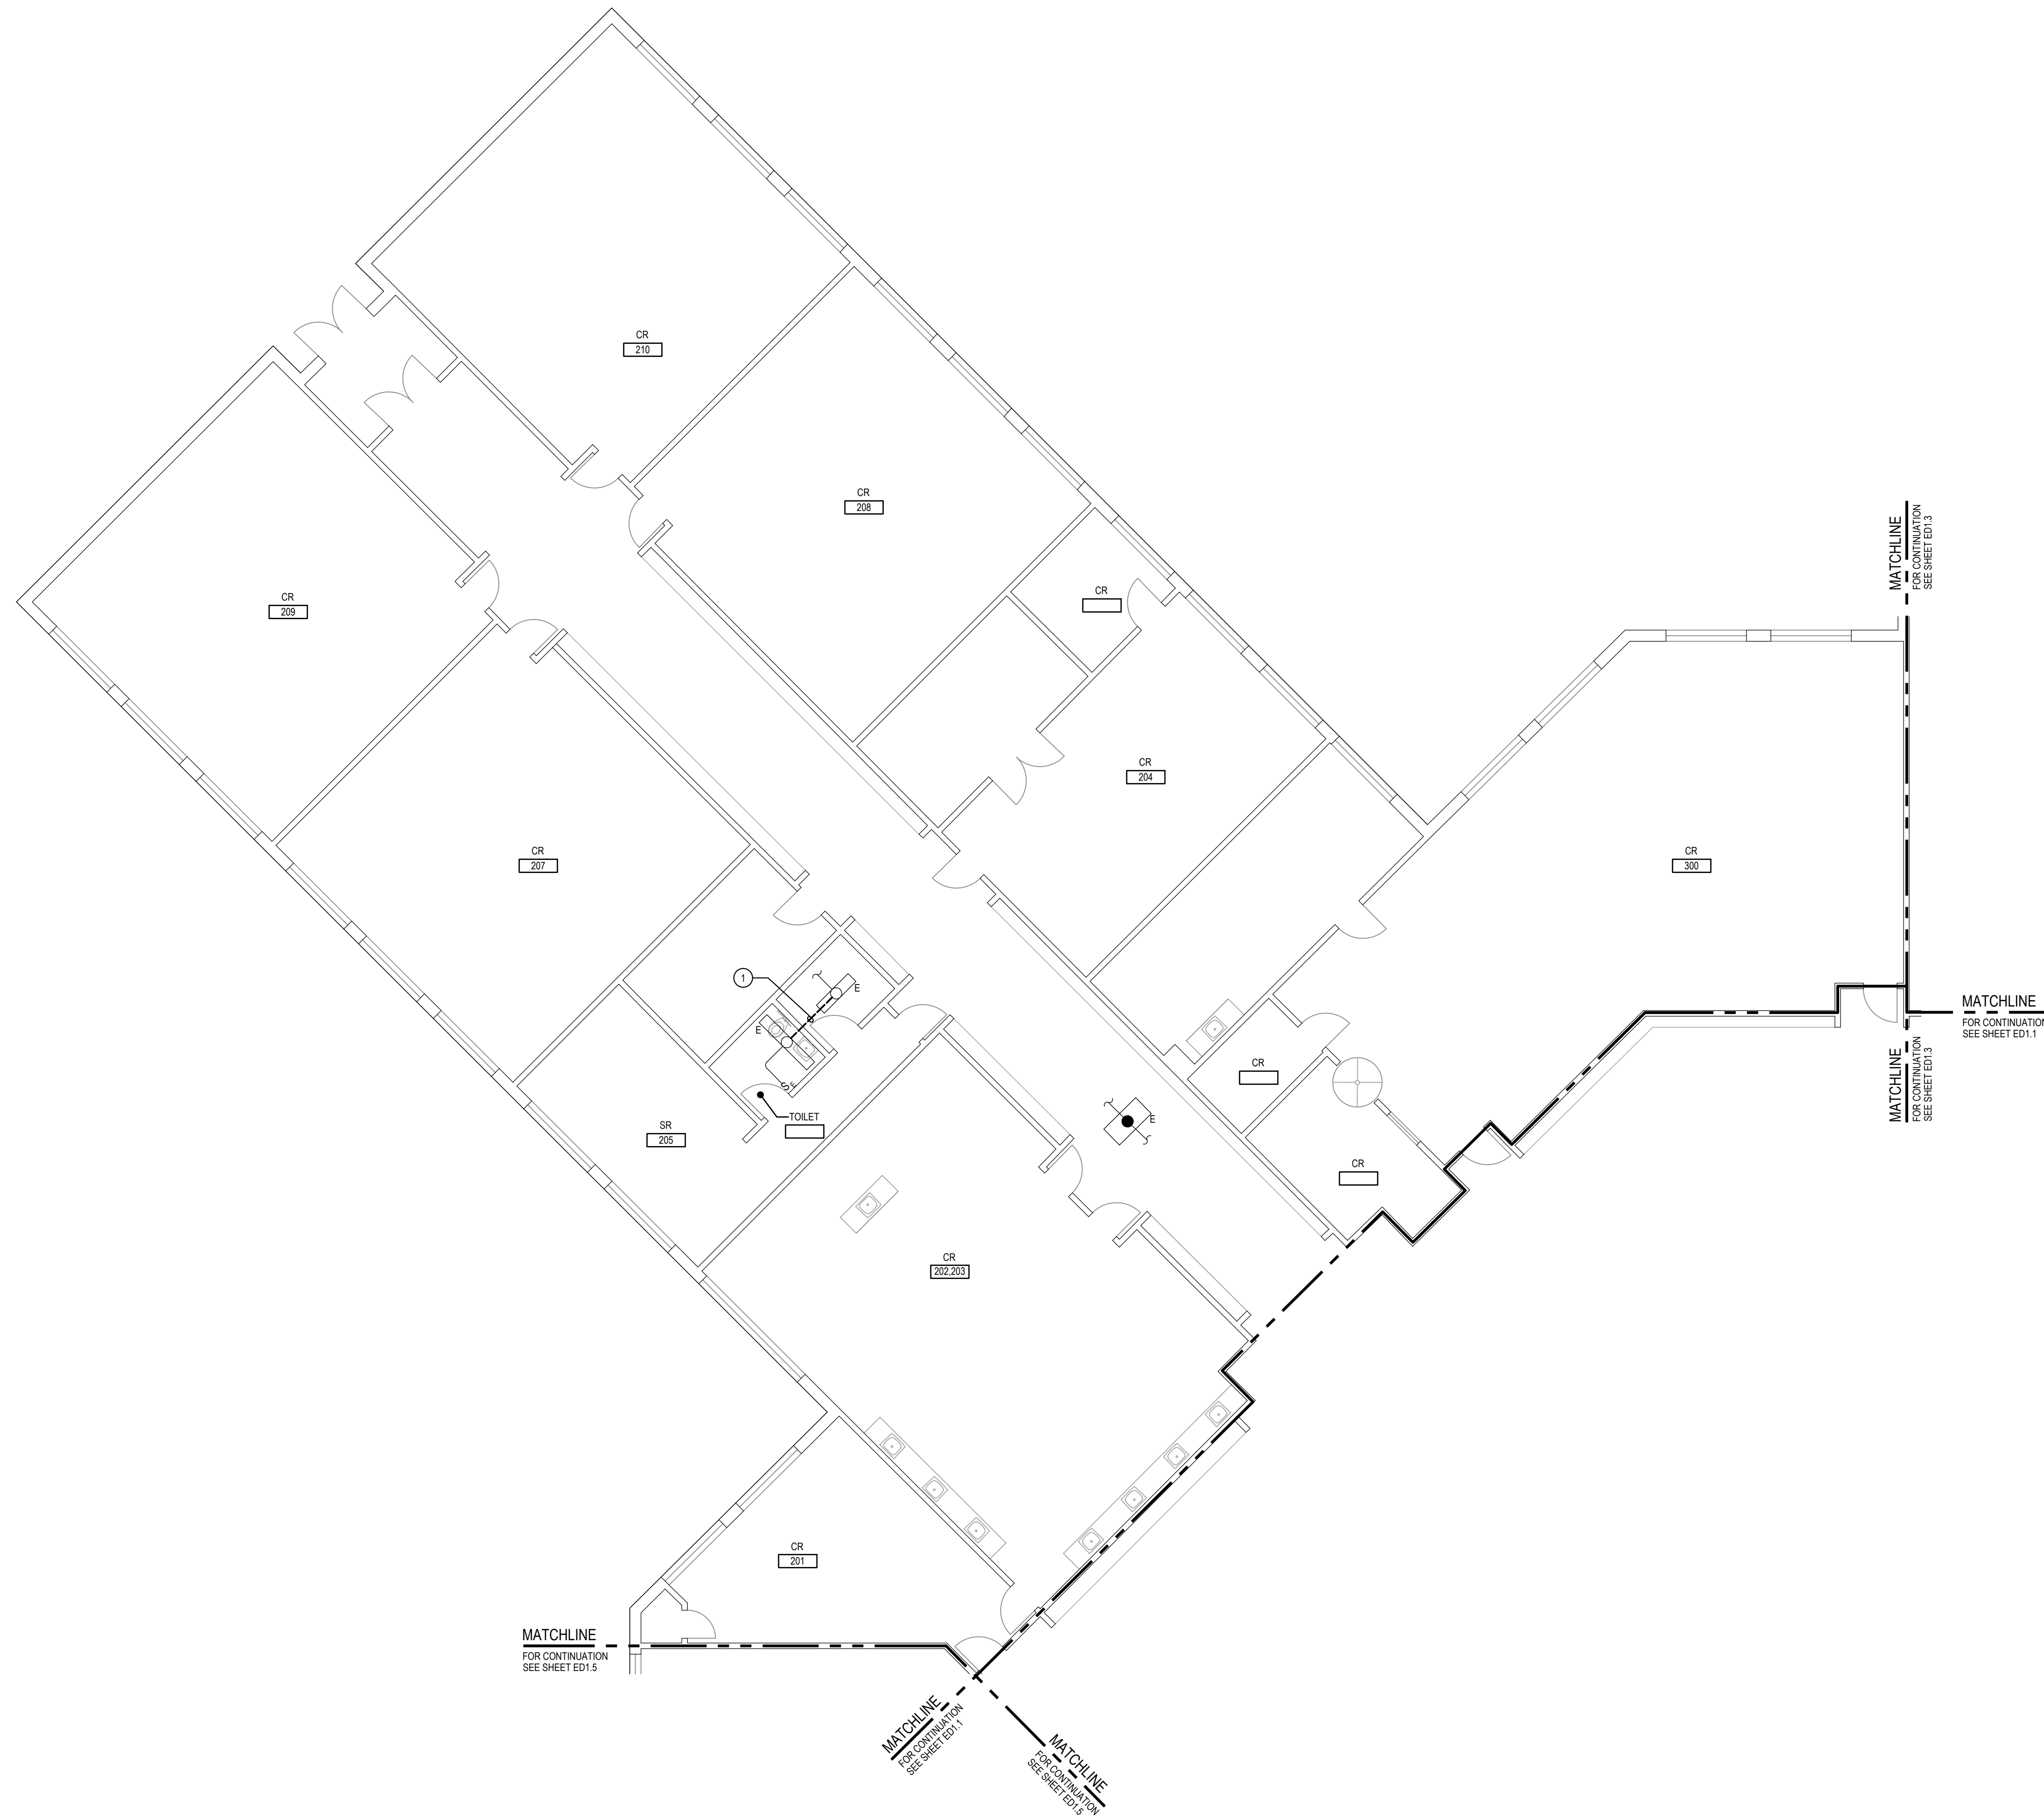 CR
210
CR
208
MATCHLINE
FOR CONTINUATION
SEE SHEET ED1.3
CR
209
CR
CR
204
CR
207
CR
300
1
E
E
S E
MATCHLINE
FOR CONTINUATION
SEE SHEET ED1.1
MATCHLINE
FOR CONTINUATION
SEE SHEET ED1.3
CR
TOILET
E
SR
205
CR
CR
202,203
CR
201
MATCHLINE
FOR CONTINUATION
SEE SHEET ED1.5
MATCHLINE
FOR CONTINUATION
SEE SHEET ED1.1
MATCHLINE
FOR CONTINUATION
SEE SHEET ED1.5